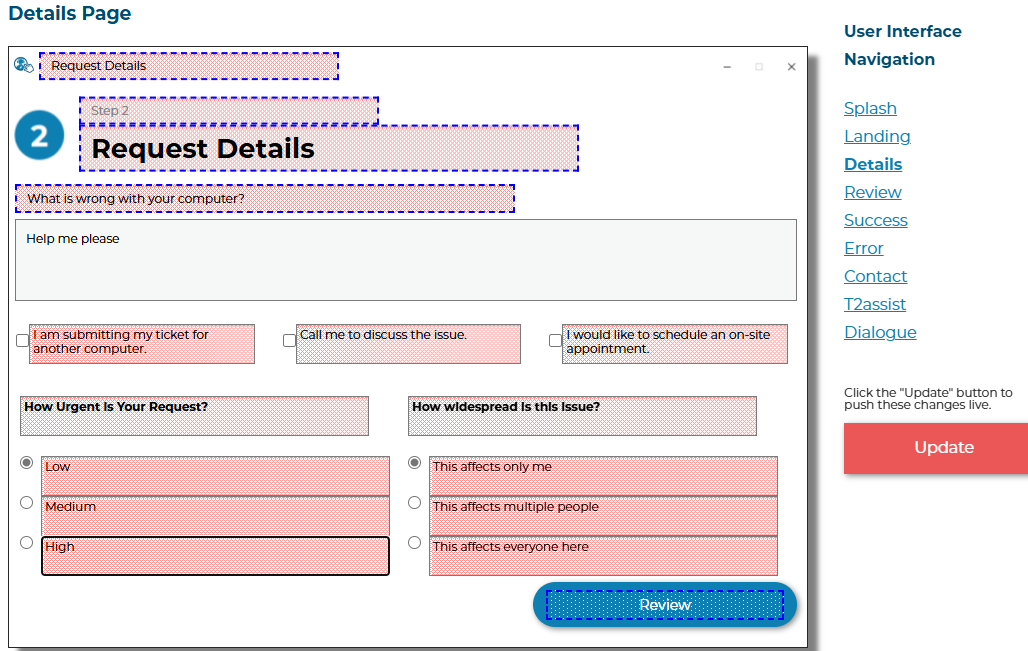 Details Page
Request Details
Step 2
2
Request Details
What is wrong with your computer?
Help me please
I am submitting my ticket for
another computer.
Call me to discuss the issue.
I would like to schedule an on-site
appointment.
How Urgent Is Your Request?
How widespread is this issue?
Low
This affects only me
Medium
This affects multiple people
High
This affects everyone here
Review
User Interface
Navigation
Splash
Landing
Details
Review
Success
Error
Contact
T2assist
Dialogue
Click the "Update" button to
push these changes live.
Update